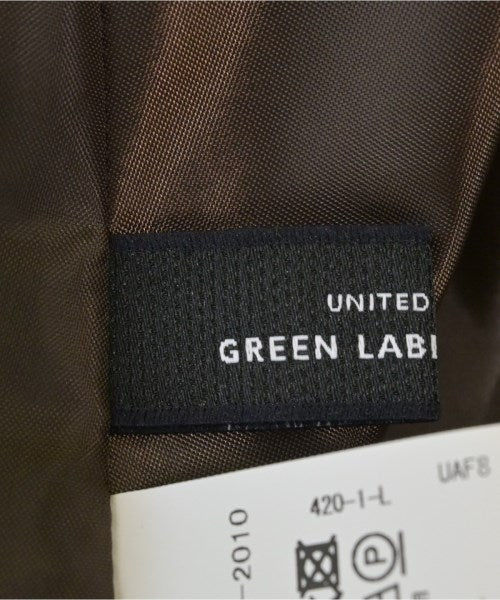 UNITED
GREEN LAB
UAF8
420-1-L
-2010
P